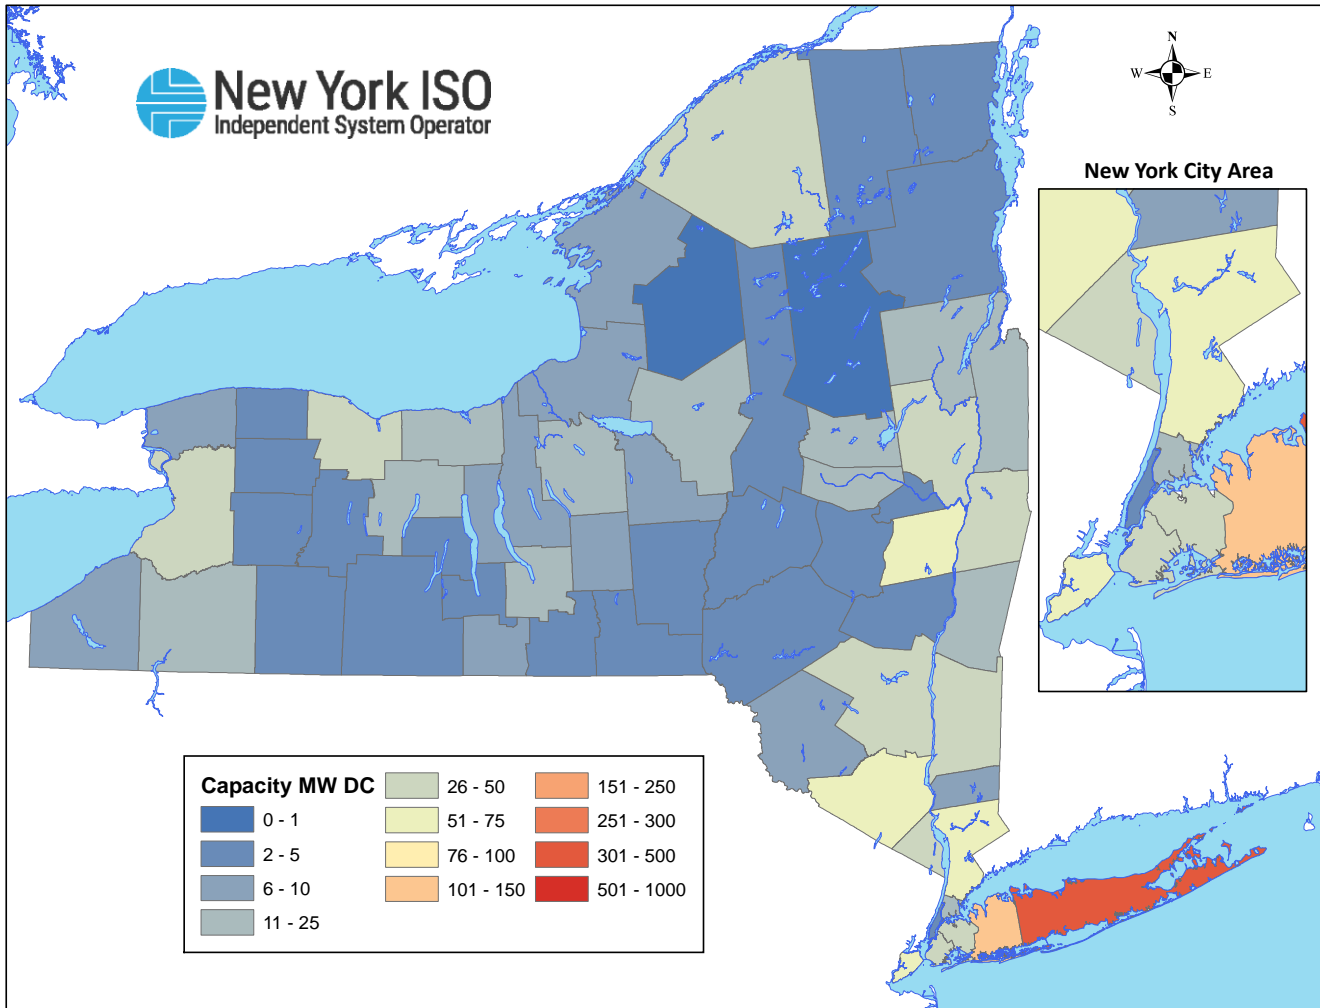 New York ISO
Independent System Operator
N
W E
S
New York City Area
Capacity MW DC
0 - 1
2 - 5
6 - 10
11 - 25
26 - 50
51 - 75
76 - 100
101 - 150
151 - 250
251 - 300
301 - 500
501 - 1000